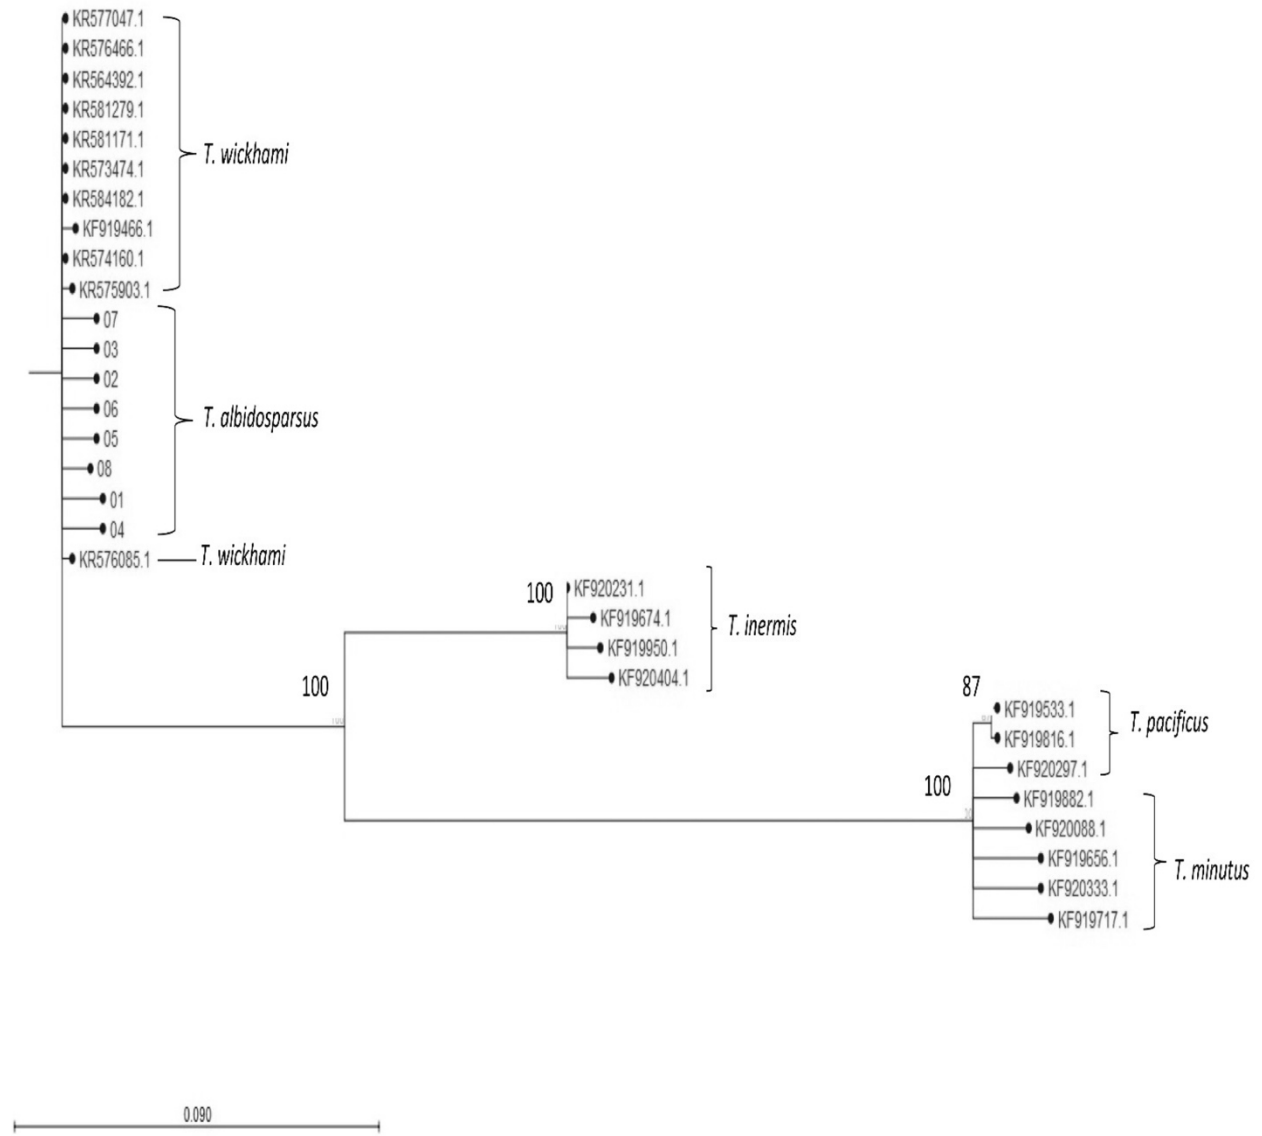 KR577047.1
KR576466.1
KR564392.1
KR581279.1
KR581171.1
T. wickhami
KR573474.1
KR584182.1
KF919466.1
KR574160.1
KR575903.1
07
03
02
06
T. albidosparsus
05
08
01
04
KR576085.1
T. wickhami
100
KF920231.1
KF919674.1
T. inermis
KF919950.1
KF920404.1
100
87
KF919533.1
T. pacificus
KF919816.1
KF920297.1
100
KF919882.1
KF920088.1
KF919656.1
T. minutus
KF920333.1
KF919717.1
0.090